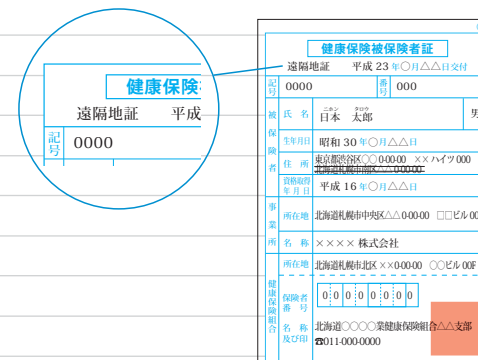 健康保険
遠隔地証 平成
記号 0000
健康保険被保険者証
遠隔地証 平成 23 年〇月△△日交付
記号 0000 番号 000
被保険者
氏 名 ニホン タロウ
日本 太郎 男
生年月日 昭和 30 年〇月△△日
住 所 東京都渋谷区〇〇 0-00-00 ×× ハイツ 000
北海道札幌市南区△△ 0-00-00
資格取得年月日 平成 16 年〇月△△日
事業所
所在地 北海道札幌市中央区△△ 0-00-00 □□ビル 00
名 称 ×××× 株式会社
健康保険組合
所在地 北海道札幌市北区 ××0-00-00 〇〇ビル 00F
保険者番号 0 0 0 0 0 0 0 0
名 称及び印 北海道〇〇〇〇業健康保険組合△△支部
☎011-000-0000